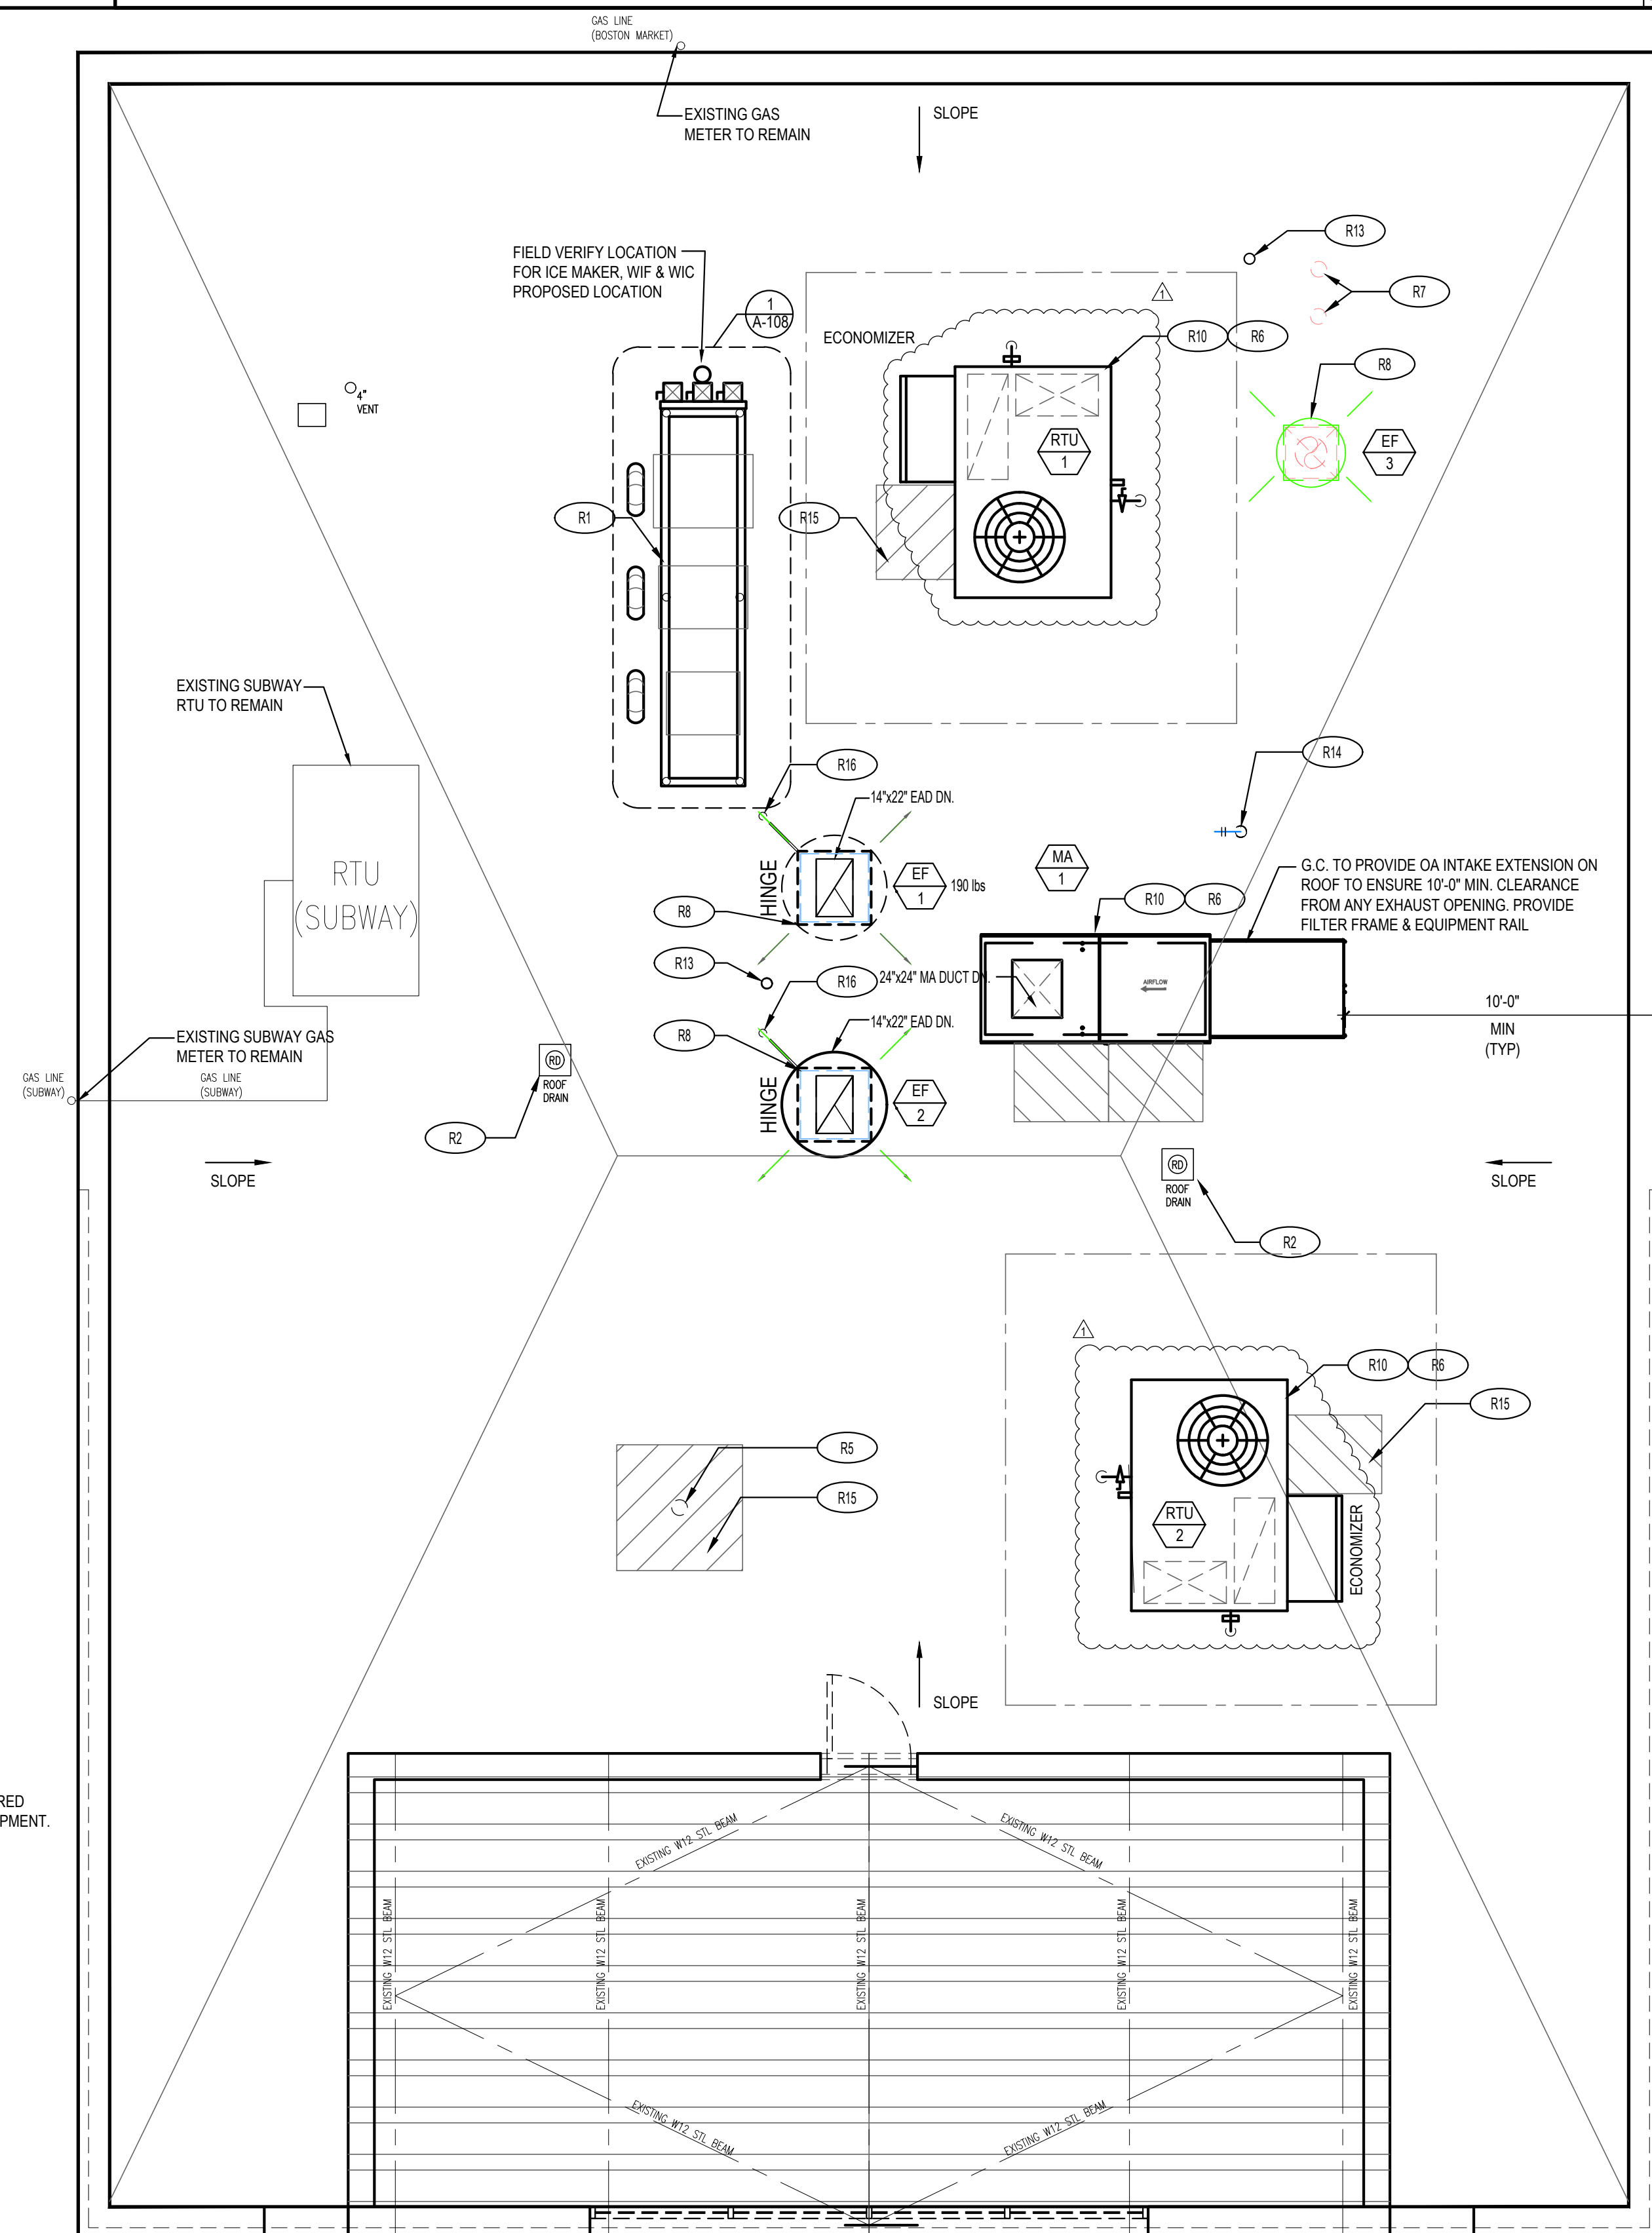 GAS LINE
(BOSTON MARKET)
EXISTING GAS
METER TO REMAIN
SLOPE
R13
R7
FIELD VERIFY LOCATION
FOR ICE MAKER, WIF & WIC
PROPOSED LOCATION
1
A-108
1
ECONOMIZER
R10
R6
R8
4"
VENT
RTU
1
EF
3
R1
R15
EXISTING SUBWAY
RTU TO REMAIN
R16
R14
14"x22" EAD DN.
RTU
(SUBWAY)
HINGE
EF
1
190 lbs
MA
1
G.C. TO PROVIDE OA INTAKE EXTENSION ON
ROOF TO ENSURE 10'-0" MIN. CLEARANCE
FROM ANY EXHAUST OPENING. PROVIDE
FILTER FRAME & EQUIPMENT RAIL
R8
R10
R6
R13
R16
24"x24" MA DUCT DN.
AIRFLOW
10'-0"
MIN
(TYP)
EXISTING SUBWAY GAS
METER TO REMAIN
R8
14"x22" EAD DN.
GAS LINE
(SUBWAY)
GAS LINE
(SUBWAY)
RD
ROOF
DRAIN
HINGE
EF
2
R2
SLOPE
RD
ROOF
DRAIN
SLOPE
R2
1
R10
R6
R15
R5
R15
RTU
2
ECONOMIZER
SLOPE
RED
PMENT.
EXISTING W12 STL BEAM
EXISTING W12 STL BEAM
EXISTING W12 STL BEAM
EXISTING W12 STL BEAM
EXISTING W12 STL BEAM
EXISTING W12 STL BEAM
EXISTING W12 STL BEAM
EXISTING W12 STL BEAM
EXISTING W12 STL BEAM